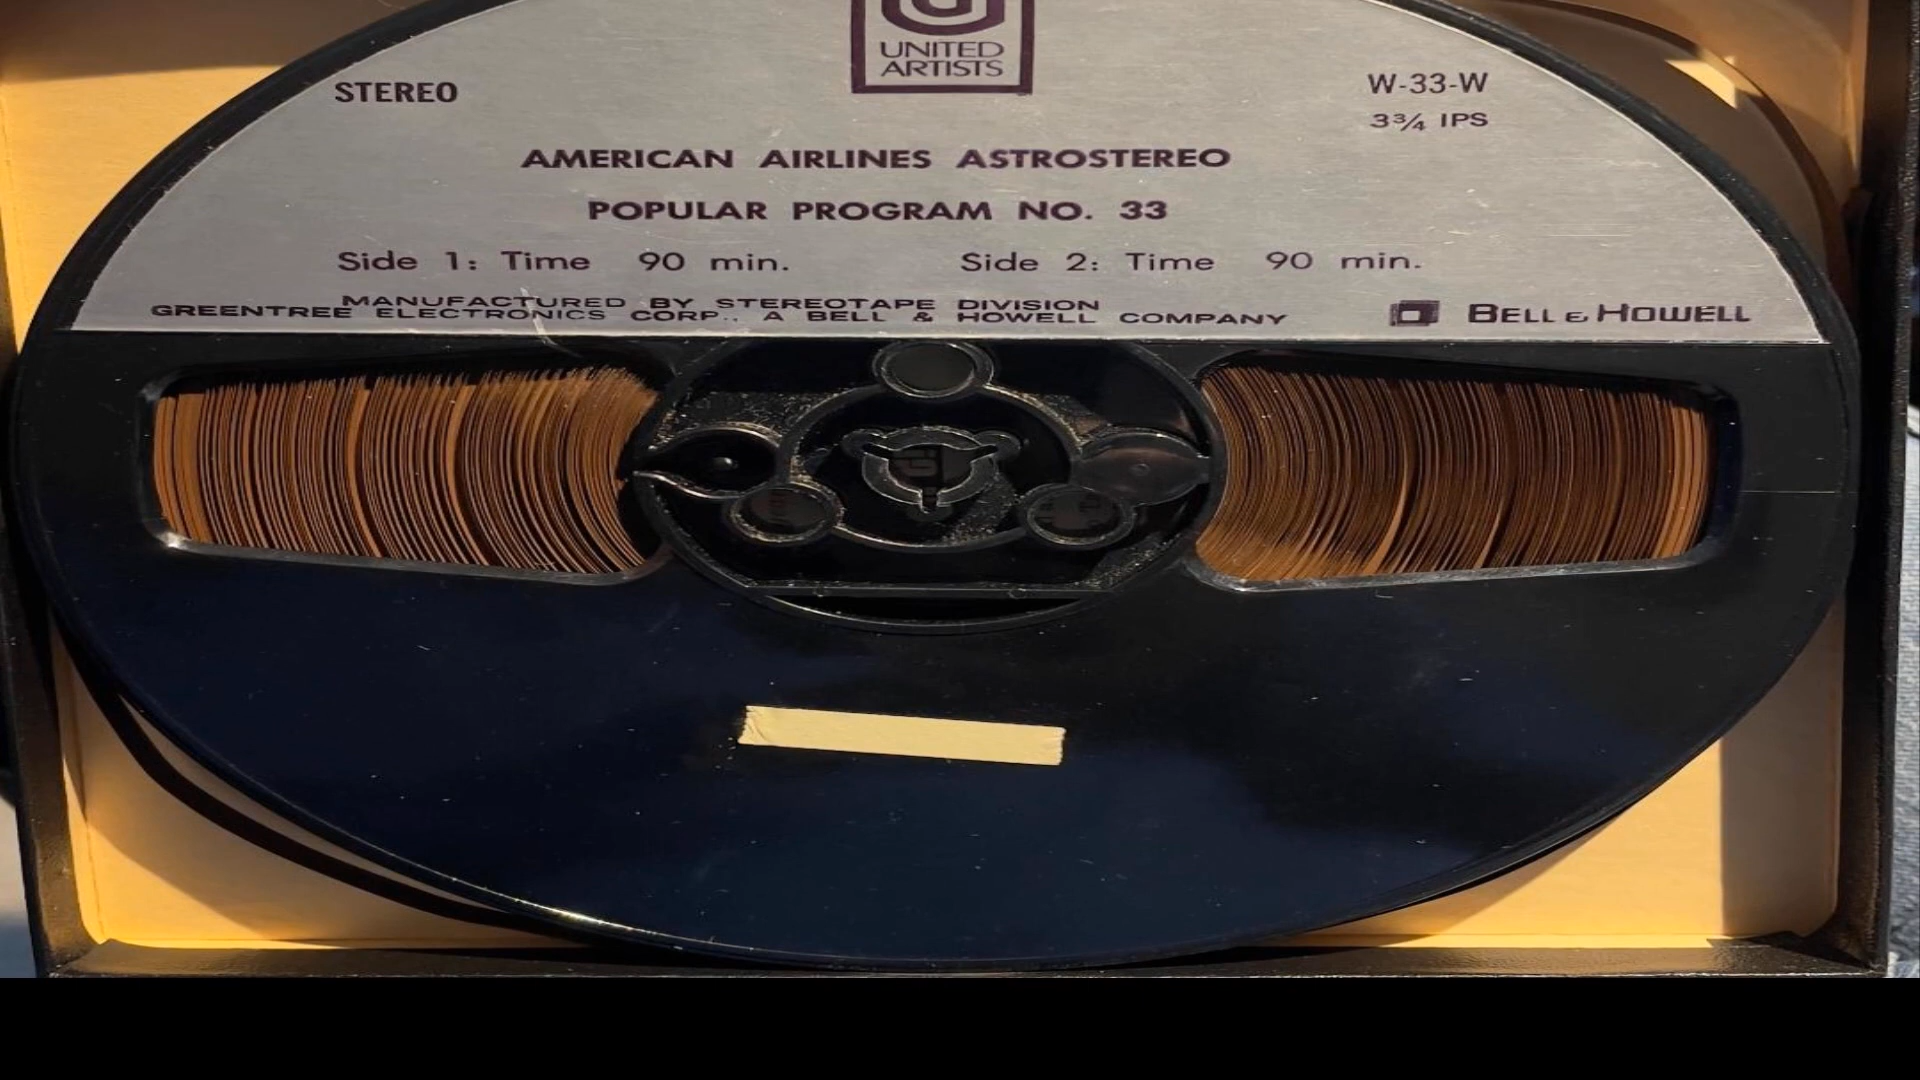 UNITED
ARTISTS
STEREO
W-33-W
3¾ IPS
AMERICAN AIRLINES ASTROSTEREO
POPULAR PROGRAM NO. 33
Side 1: Time 90 min. Side 2: Time 90 min.
MANUFACTURED BY STEREOTAPE DIVISION
GREENTREE ELECTRONICS CORP., A BELL & HOWELL COMPANY
BELL & HOWELL